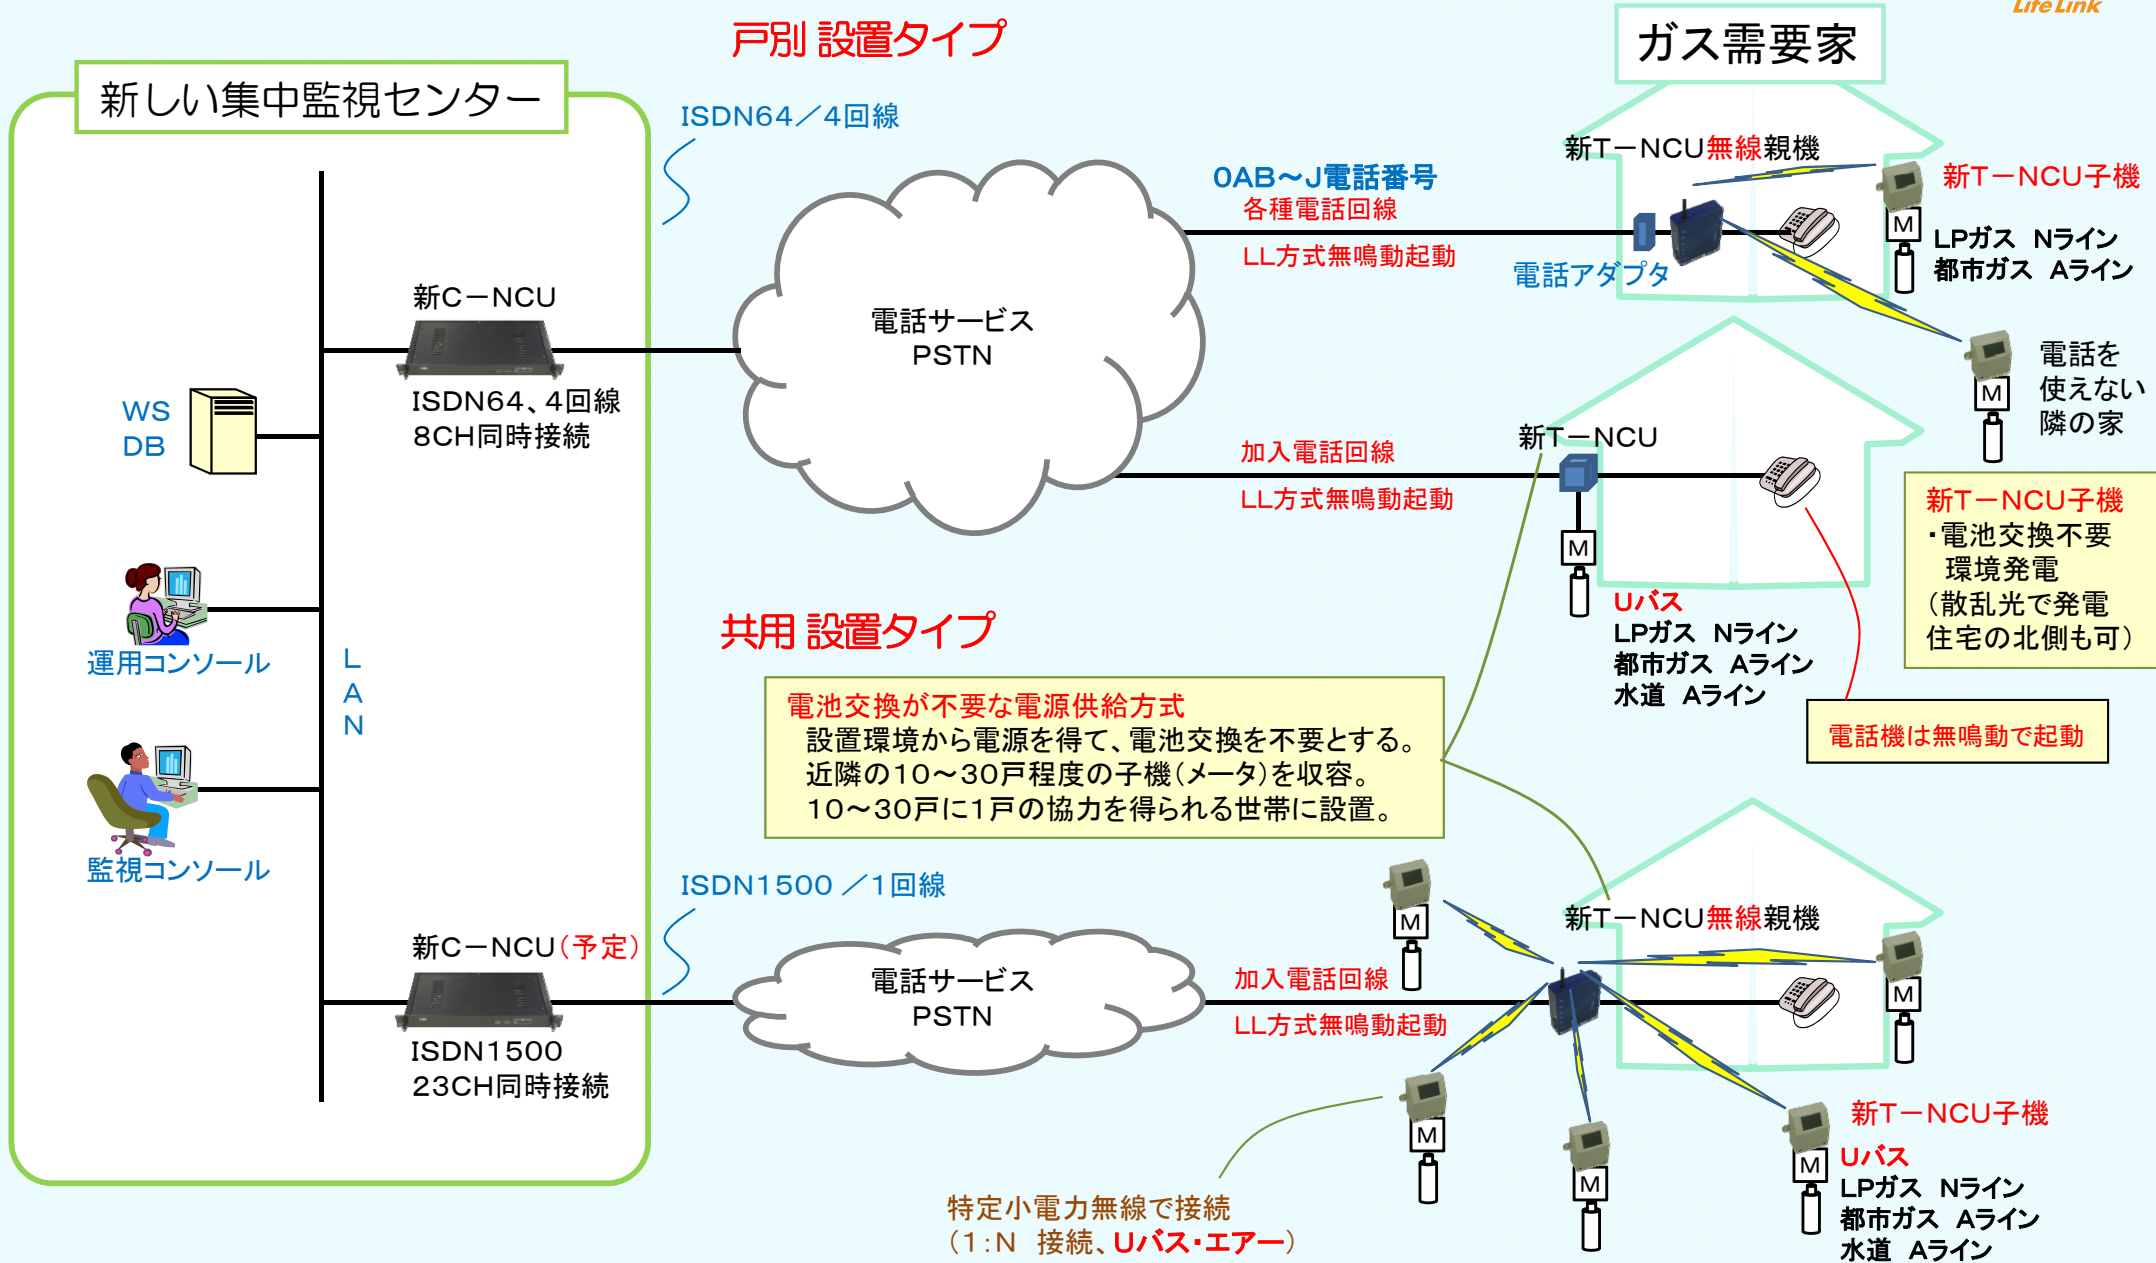 Life Link
戸別 設置タイプ
ガス需要家
新しい集中監視センター
ISDN64／4回線
新T－NCU無線親機
0AB～J電話番号
各種電話回線
LL方式無鳴動起動
新T－NCU子機
M
LPガス Nライン
都市ガス Aライン
電話アダプタ
新C－NCU
電話サービス
PSTN
ISDN64、4回線
8CH同時接続
WS
DB
電話を
使えない
隣の家
M
新T－NCU
加入電話回線
LL方式無鳴動起動
M
新T－NCU子機
・電池交換不要
環境発電
（散乱光で発電
住宅の北側も可）
Uバス
LPガス Nライン
都市ガス Aライン
水道 Aライン
電話機は無鳴動で起動
共用 設置タイプ
運用コンソール
L
A
N
電池交換が不要な電源供給方式
設置環境から電源を得て、電池交換を不要とする。
近隣の10～30戸程度の子機（メータ）を収容。
10～30戸に1戸の協力を得られる世帯に設置。
監視コンソール
ISDN1500／1回線
新T－NCU無線親機
M
新C－NCU（予定）
電話サービス
PSTN
加入電話回線
LL方式無鳴動起動
M
ISDN1500
23CH同時接続
M
M
M
新T－NCU子機
Uバス
LPガス Nライン
都市ガス Aライン
水道 Aライン
特定小電力無線で接続
（1：N 接続、Uバス・エアー）